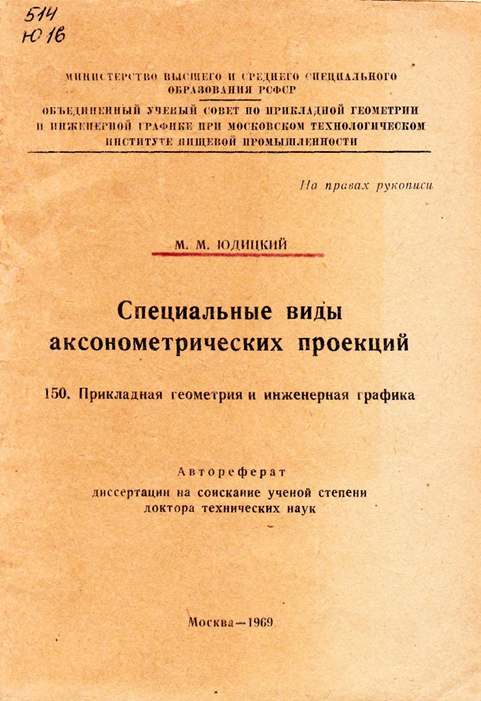 514
Ю 16
МИНИСТЕРСТВО ВЫСШЕГО И СРЕДНЕГО СПЕЦИАЛЬНОГО
ОБРАЗОВАНИЯ РСФСР
ОБЪЕДИНЕННЫЙ УЧЕНЫЙ СОВЕТ ПО ПРИКЛАДНОЙ ГЕОМЕТРИИ
И ИНЖЕНЕРНОЙ ГРАФИКЕ ПРИ МОСКОВСКОМ ТЕХНОЛОГИЧЕСКОМ
ИНСТИТУТЕ ПИЩЕВОЙ ПРОМЫШЛЕННОСТИ
На правах рукописи
М. М. ЮДИЦКИЙ
Специальные виды
аксонометрических проекций
150. Прикладная геометрия и инженерная графика
Автореферат
диссертации на соискание ученой степени
доктора технических наук
Москва—1969